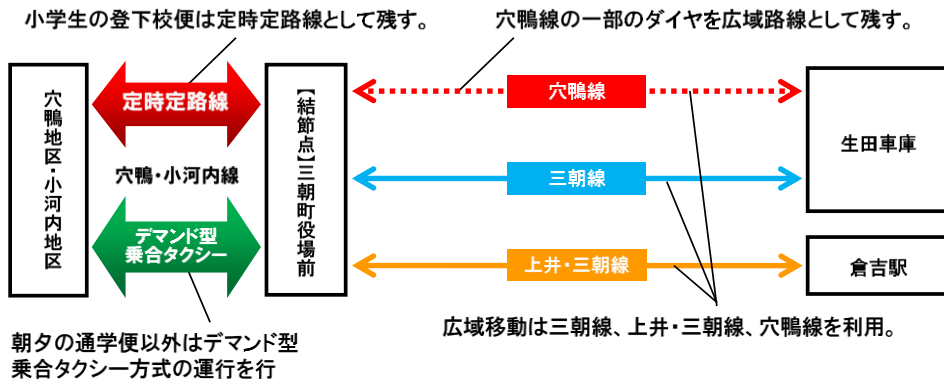 小学生の登下校便は定時定路線として残す。
穴鴨線の一部のダイヤを広域路線として残す。
穴鴨地区・小河内地区
定時定路線
穴鴨・小河内線
デマンド型
乗合タクシー
【結節点】三朝町役場前
穴鴨線
三朝線
上井・三朝線
生田車庫
倉吉駅
広域移動は三朝線、上井・三朝線、穴鴨線を利用。
朝夕の通学便以外はデマンド型
乗合タクシー方式の運行を行